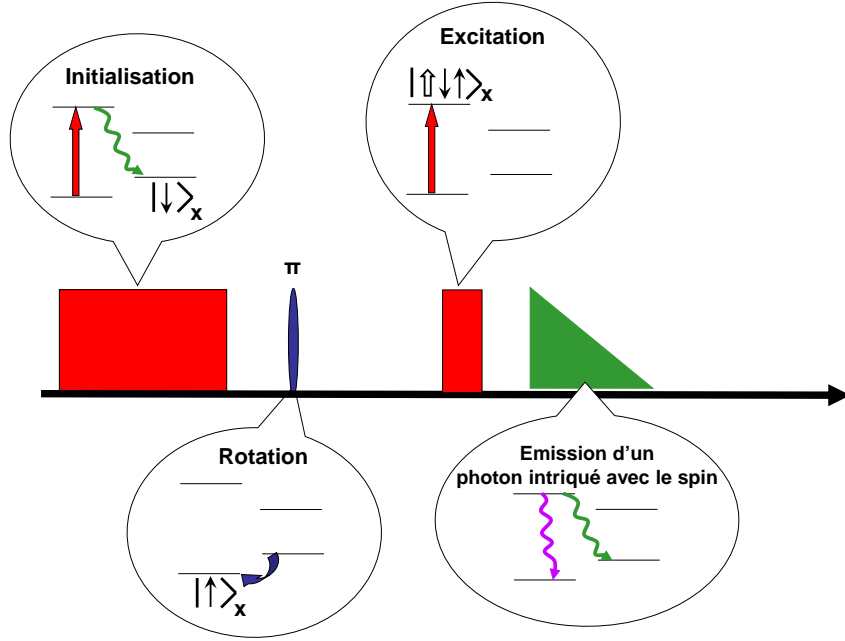 Excitation
|⇑↓↑⟩x
Initialisation
|↓⟩x
π
Rotation
|↑⟩x
Emission d’un
photon intriqué avec le spin